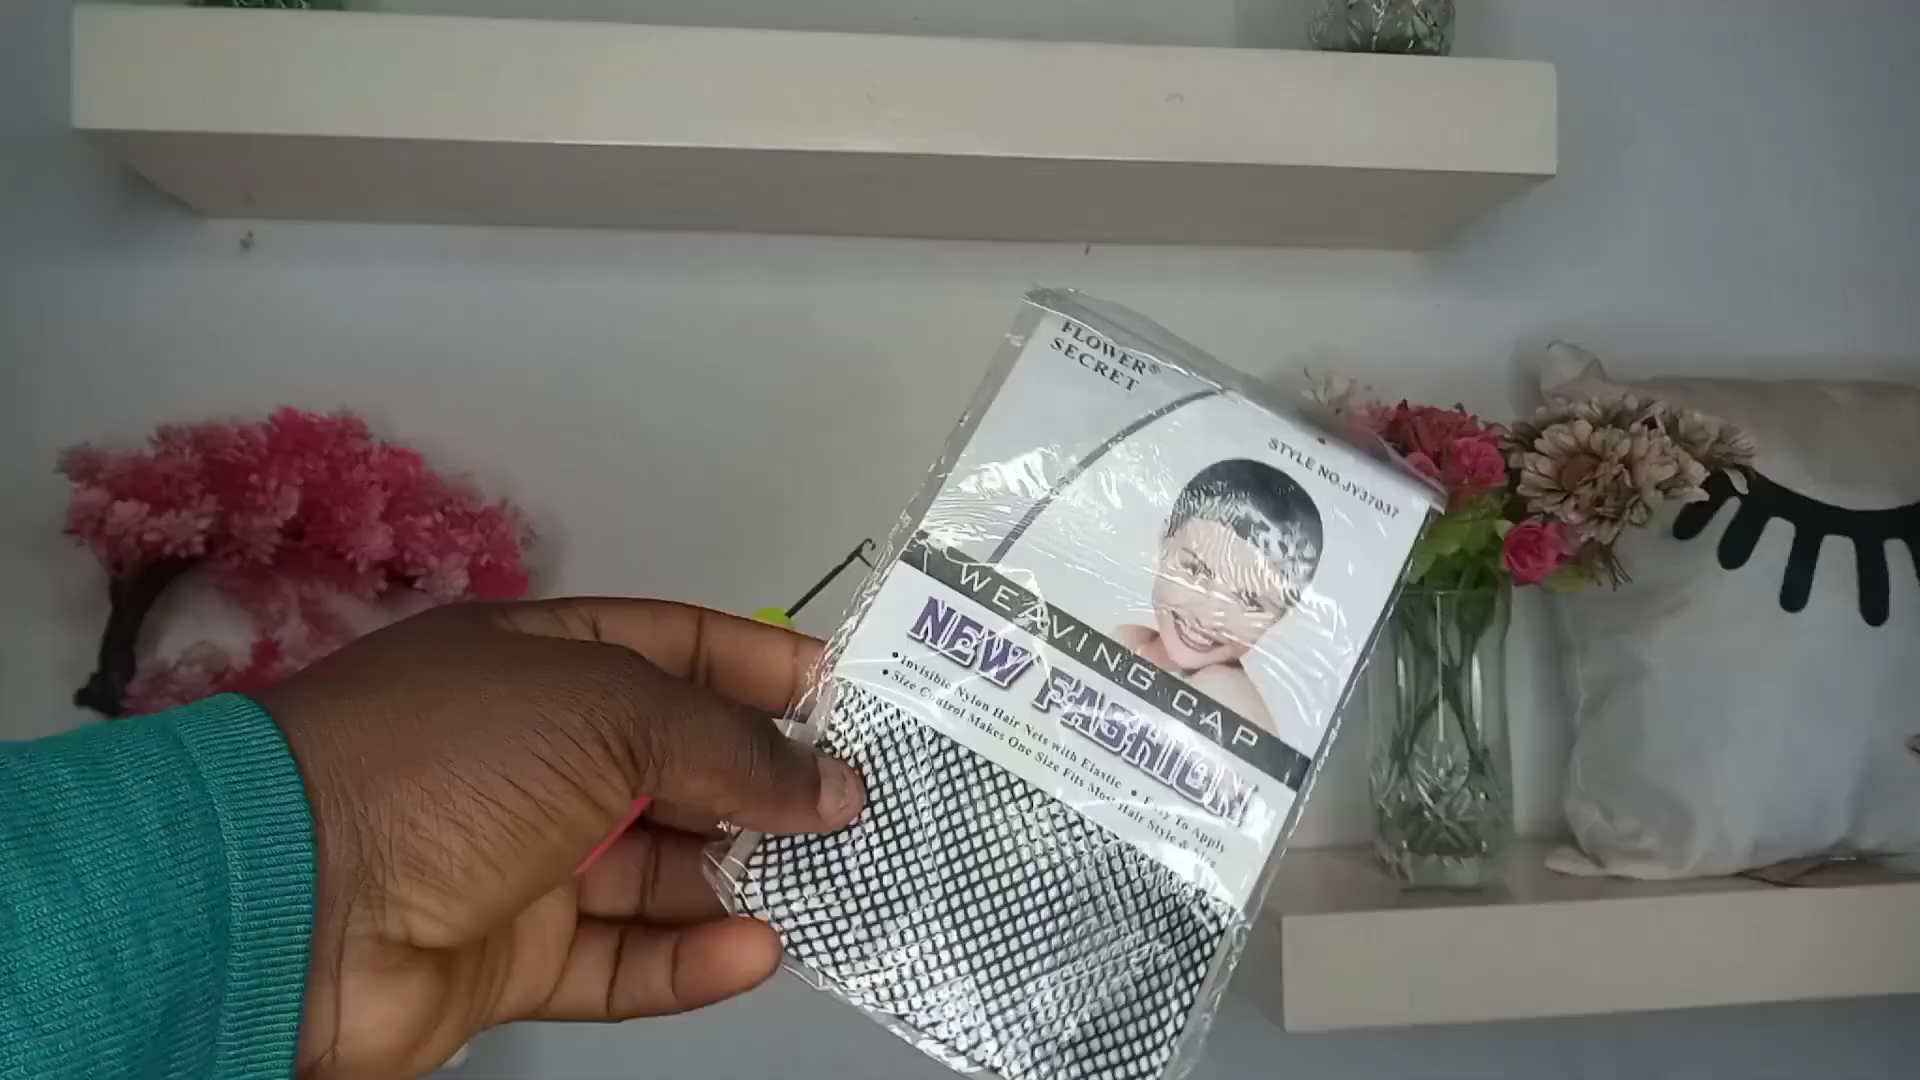 FLOWER®
SECRET
STYLE NO.JY37037
WEAVING CAP
NEW FASHION
• Invisible Nylon Hair Nets with Elastic • Easy To Apply
• Size Control Makes One Size Fits Most Hair Style & Size